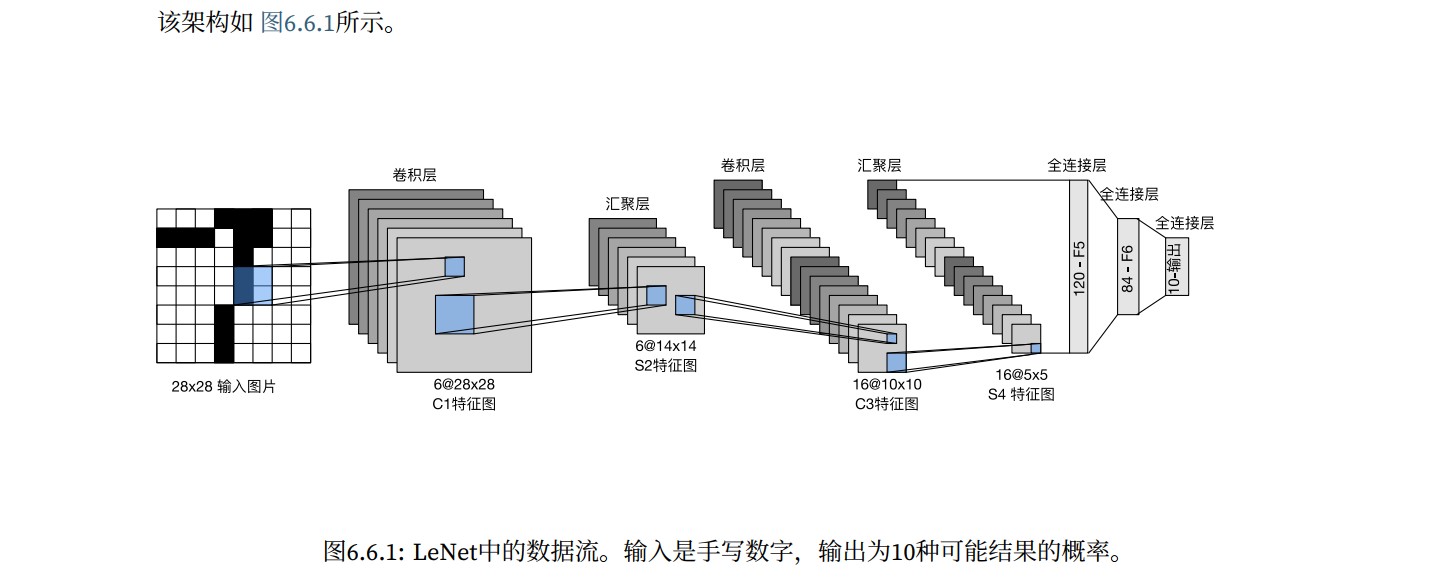 该架构如 图6.6.1所示。
卷积层
汇聚层
卷积层
汇聚层
全连接层
全连接层
全连接层
120 - F5
84 - F6
10-输出
28x28 输入图片
6@28x28
C1特征图
6@14x14
S2特征图
16@10x10
C3特征图
16@5x5
S4 特征图
图6.6.1: LeNet中的数据流。输入是手写数字，输出为10种可能结果的概率。